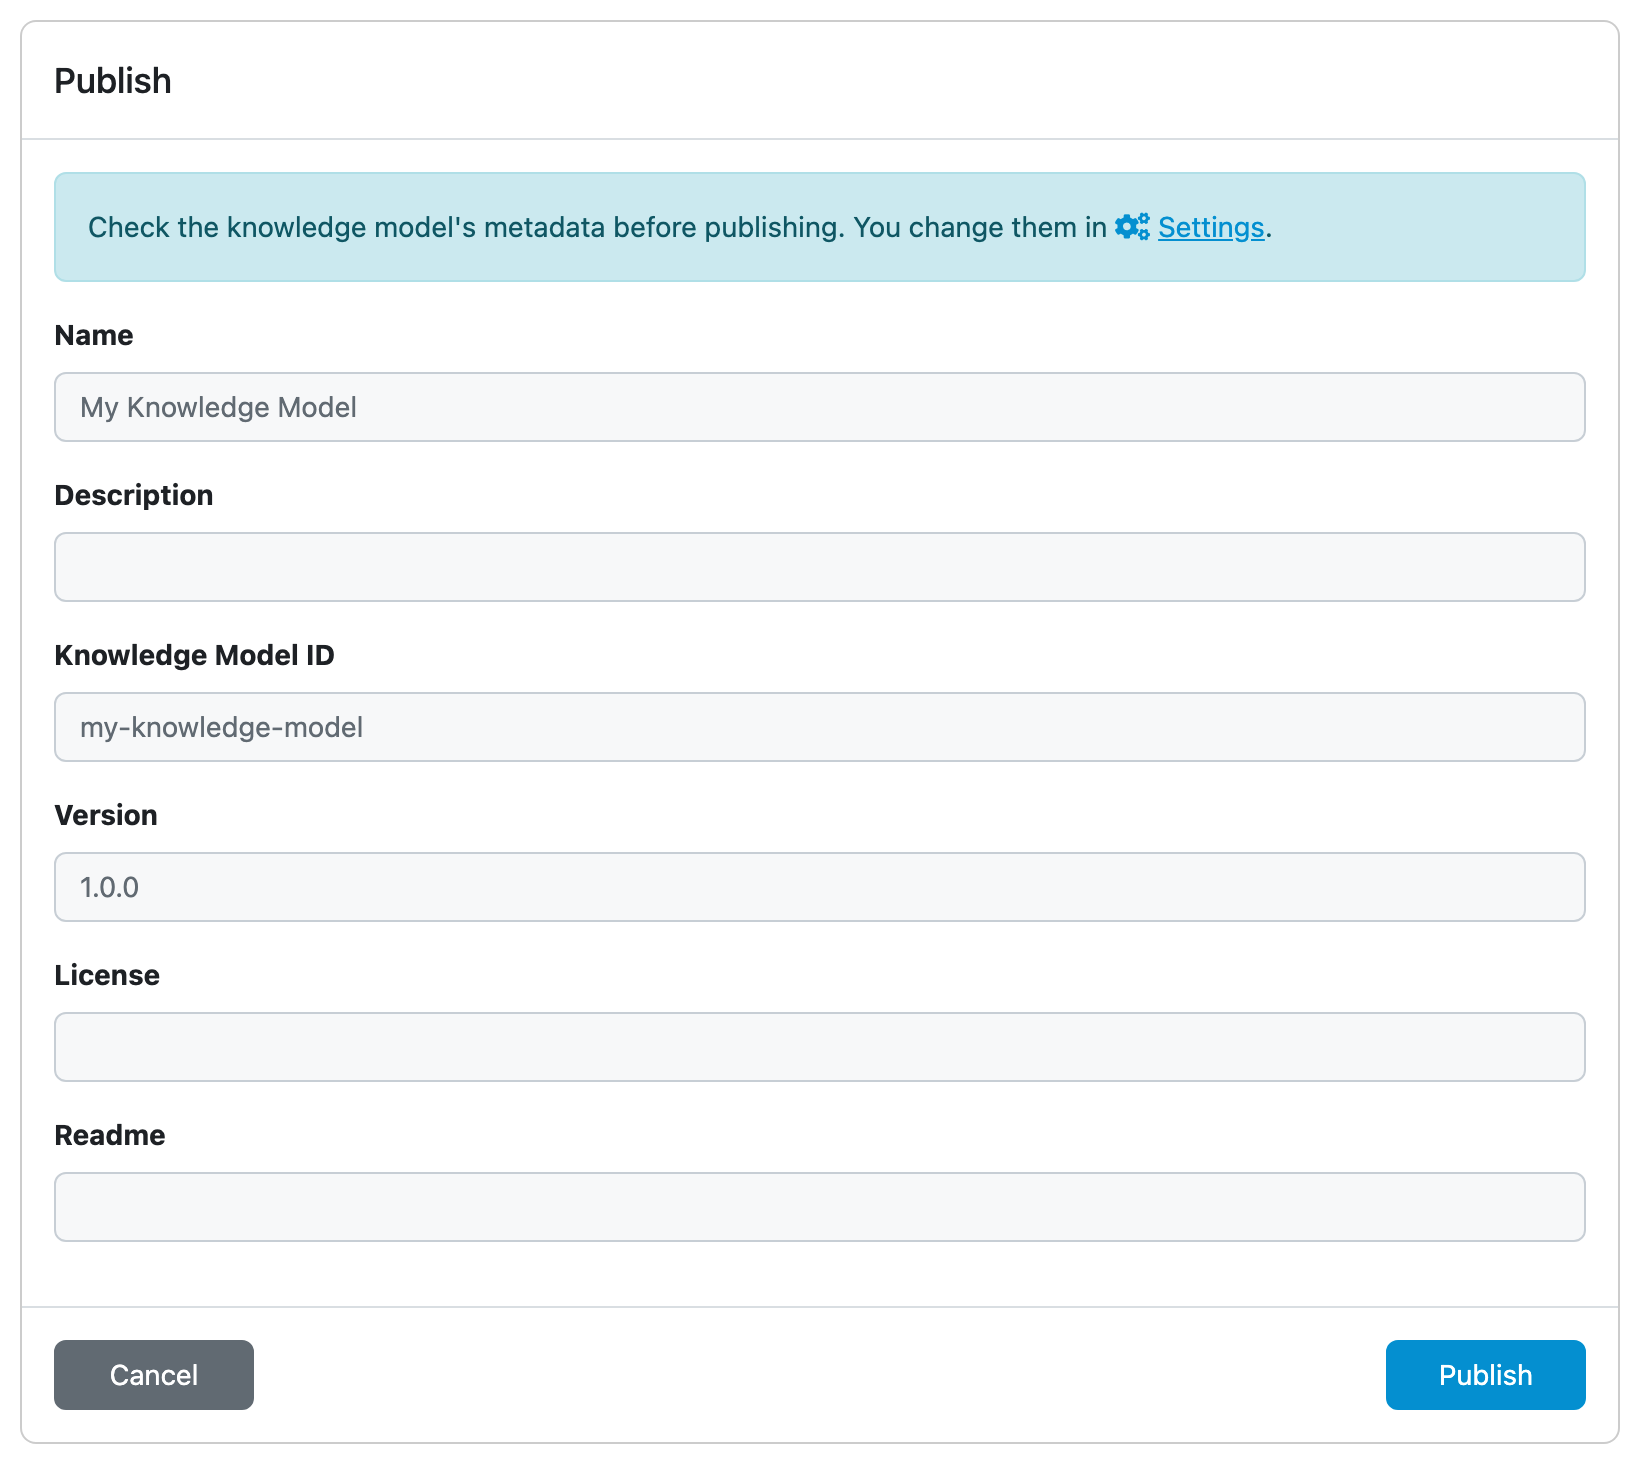 Publish
Check the knowledge model's metadata before publishing. You change them in Settings.
Name
My Knowledge Model
Description
Knowledge Model ID
my-knowledge-model
Version
1.0.0
License
Readme
Cancel
Publish